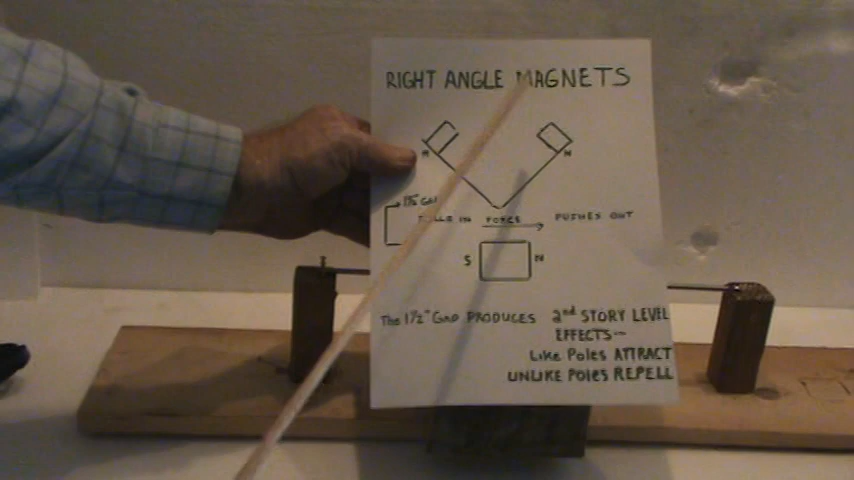 RIGHT ANGLE MAGNETS
N N
1½" GAP
IN FORCE PUSHES OUT
S N
The 1½" GAP PRODUCES 2nd STORY LEVEL
EFFECTS--
LIKE POLES ATTRACT
UNLIKE POLES REPELL